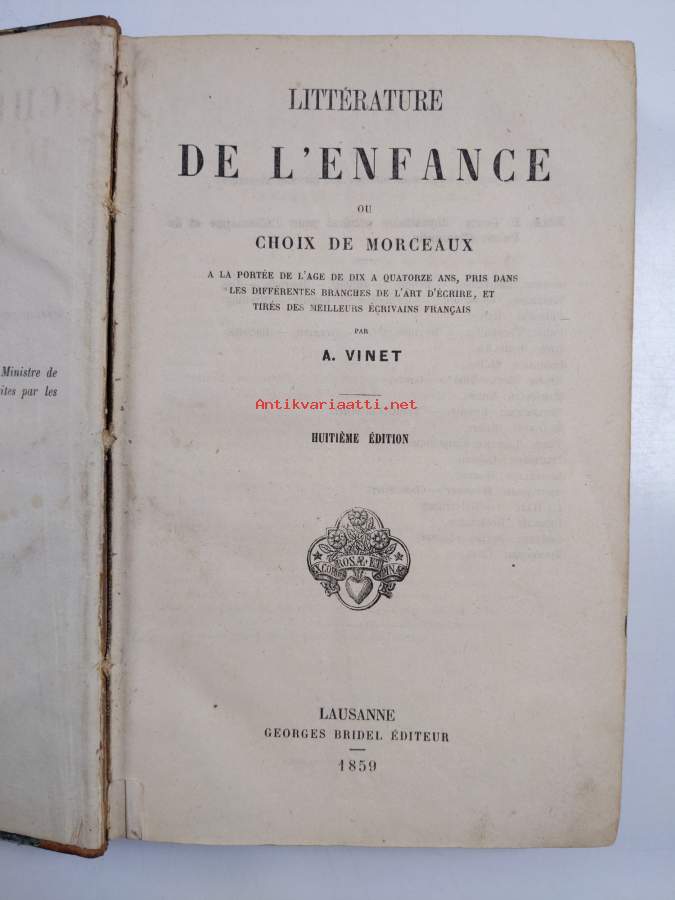 Ministre de
ites par les
LITTÉRATURE
DE L'ENFANCE
OU
CHOIX DE MORCEAUX
A LA PORTÉE DE L'AGE DE DIX A QUATORZE ANS, PRIS DANS
LES DIFFÉRENTES BRANCHES DE L'ART D'ÉCRIRE, ET
TIRÉS DES MEILLEURS ÉCRIVAINS FRANÇAIS
PAR
A. VINET
Antikvariaatti.net
HUITIÈME ÉDITION
ROSÆ
LAUSANNE
GEORGES BRIDEL ÉDITEUR
1859